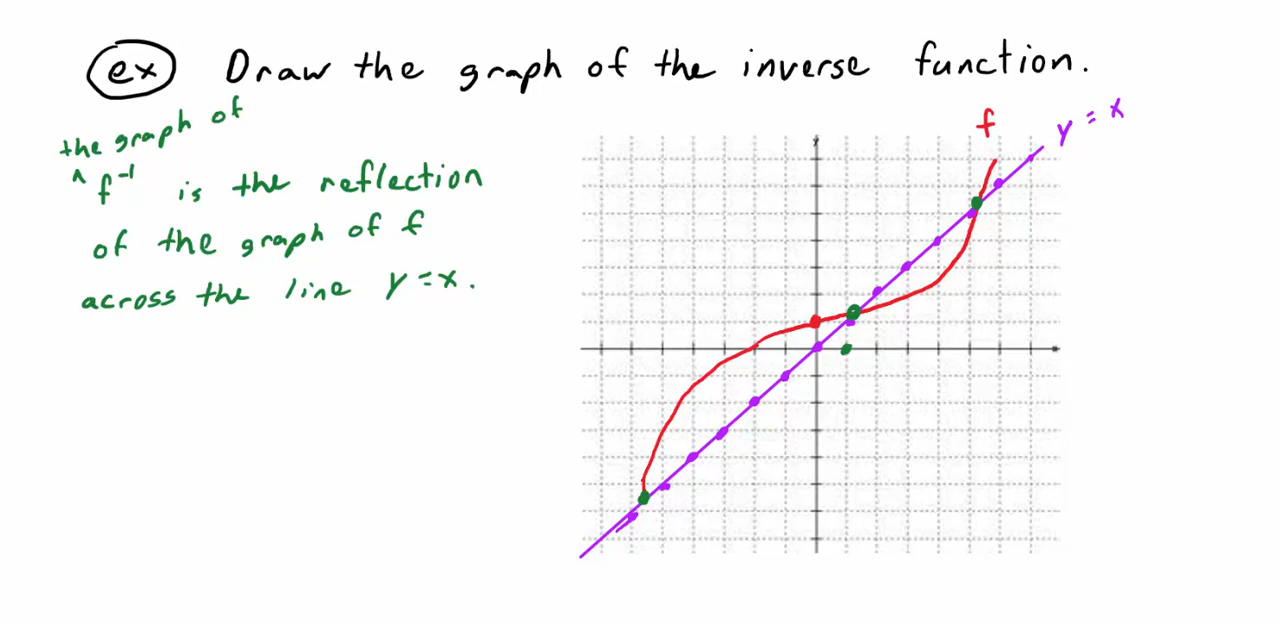 ex Draw the graph of the inverse function.
the graph of
^ f⁻¹ is the reflection
of the graph of f
across the line y = x.
f
y = x
y